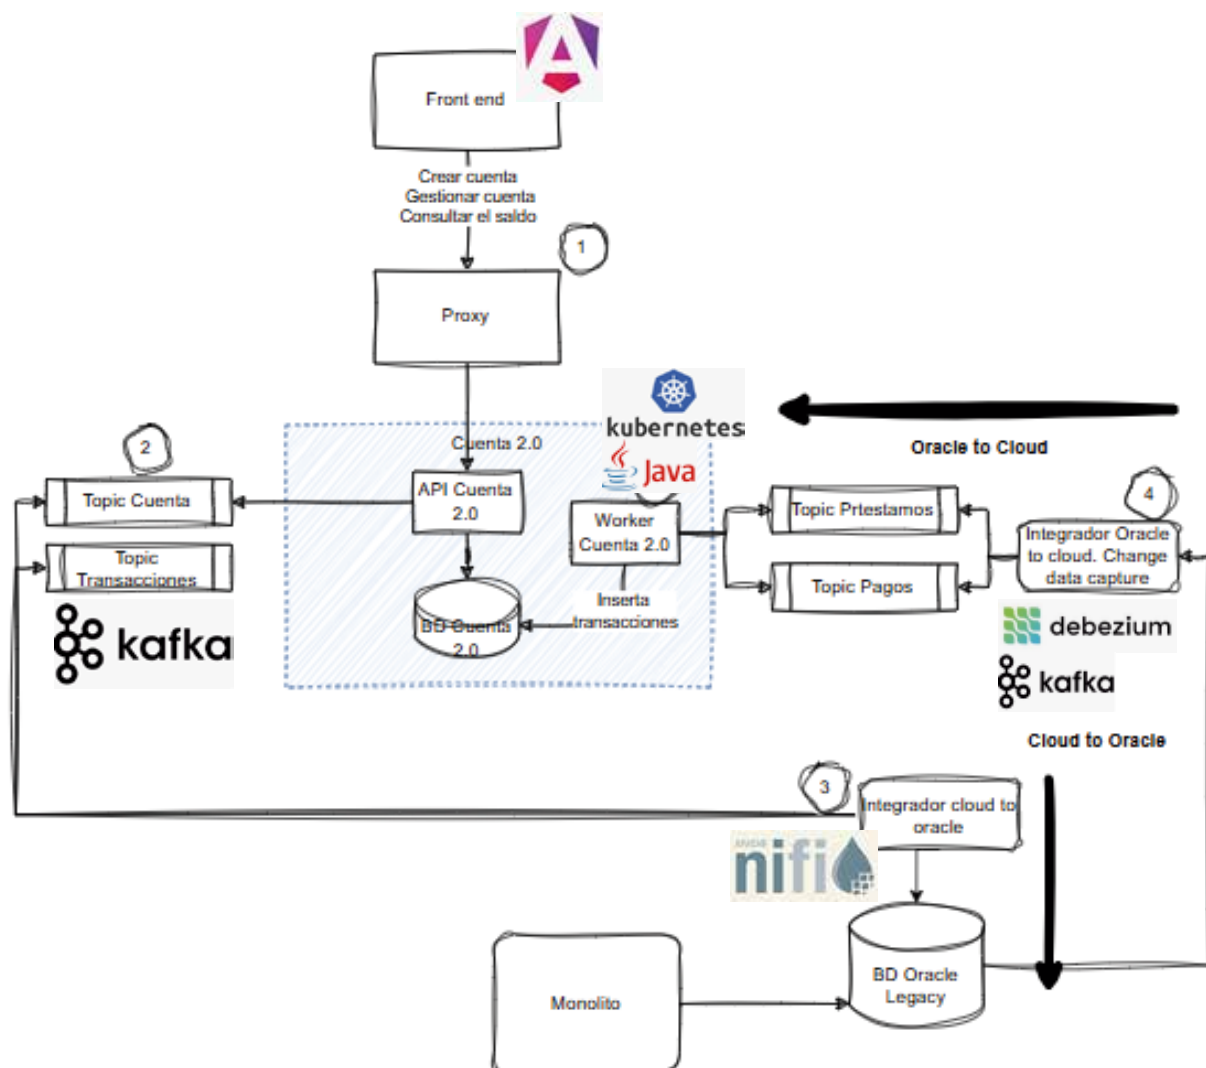 Front end
Crear cuenta
Gestionar cuenta
Consultar el saldo
1
Proxy
kubernetes
Java
Oracle to Cloud
2
Cuenta 2.0
4
Topic Cuenta
API Cuenta
2.0
Worker
Cuenta 2.0
Topic Prtestamos
Integrador Oracle
to cloud. Change
data capture
Topic
Transacciones
Topic Pagos
Inserta
transacciones
BD Cuenta
2.0
kafka
debezium
kafka
Cloud to Oracle
3
Integrador cloud to
oracle
nifi
BD Oracle
Legacy
Monolito